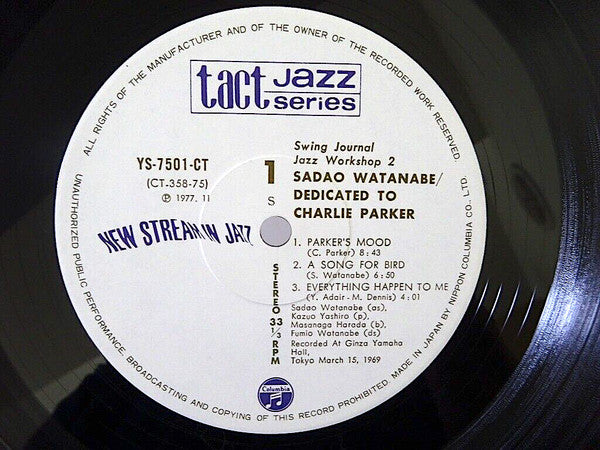 ALL RIGHTS OF THE MANUFACTURER AND OF THE OWNER OF THE RECORDED WORK RESERVED.
UNAUTHORIZED PUBLIC PERFORMANCE, BROADCASTING AND COPYING OF THIS RECORD PROHIBITED. MADE IN JAPAN BY NIPPON COLUMBIA CO., LTD.
tact JAZZ
series
Swing Journal
Jazz Workshop 2
YS-7501-CT
(CT-358-75)
Ⓟ 1977. 11
1
S
SADAO WATANABE/
DEDICATED TO
CHARLIE PARKER
NEW STREAM IN JAZZ
STEREO 33 1/3 RPM
1. PARKER'S MOOD
(C. Parker) 8:43
2. A SONG FOR BIRD
(S. Watanabe) 6:50
3. EVERYTHING HAPPEN TO ME
(Y. Adair - M. Dennis) 4:01
Sadao Watanabe (as),
Kazuo Yashiro (p),
Masanaga Harada (b),
Fumio Watanabe (ds)
Recorded At Ginza Yamaha
Hall,
Tokyo March 15, 1969
Columbia